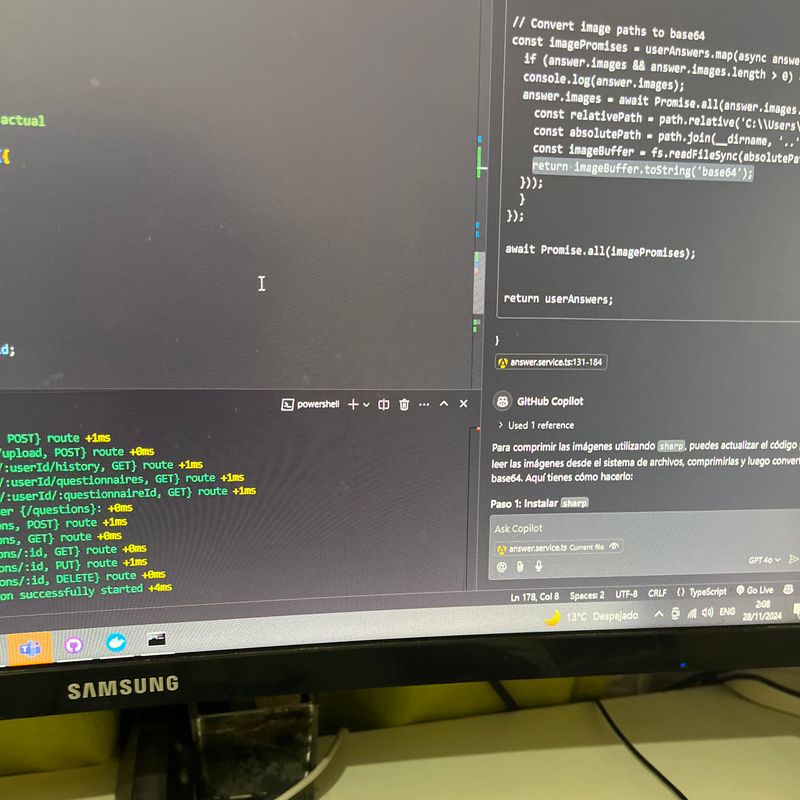 actual
{
d;
powershell
POST} route +1ms
/upload, POST} route +0ms
/:userId/history, GET} route +1ms
/:userId/questionnaires, GET} route +1ms
/:userId/:questionnaireId, GET} route +1ms
er {/questions}: +0ms
ons, POST} route +1ms
ons, GET} route +0ms
ons/:id, GET} route +0ms
ons/:id, PUT} route +1ms
ons/:id, DELETE} route +0ms
on successfully started +4ms
// Convert image paths to base64
const imagePromises = userAnswers.map(async answe
if (answer.images && answer.images.length > 0) {
console.log(answer.images);
answer.images = await Promise.all(answer.images.
const relativePath = path.relative('C:\\Users\
const absolutePath = path.join(__dirname, '..'
const imageBuffer = fs.readFileSync(absolutePa
return imageBuffer.toString('base64');
}));
}
});
await Promise.all(imagePromises);
return userAnswers;
}
answer.service.ts:131-184
GitHub Copilot
> Used 1 reference
Para comprimir las imágenes utilizando sharp, puedes actualizar el código
leer las imágenes desde el sistema de archivos, comprimirlas y luego convert
base64. Aquí tienes cómo hacerlo:
Paso 1: Instalar sharp
Ask Copilot
answer.service.ts Current file
GPT 4o
Ln 178, Col 8 Spaces: 2 UTF-8 CRLF {} TypeScript Go Live
13°C Despejado ENG 2:08
28/11/2024
SAMSUNG